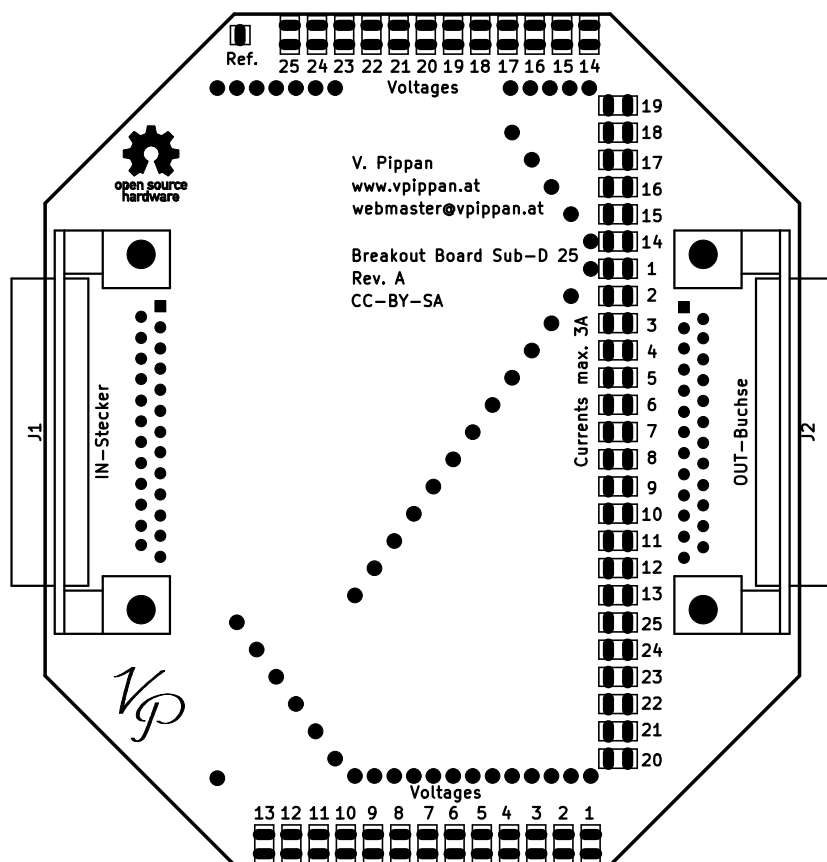 Ref.
25 24 23 22 21 20 19 18 17 16 15 14
Voltages
19
18
17
16
15
14
1
2
3
4
5
6
7
8
9
10
11
12
13
25
24
23
22
21
20
open source
hardware
V. Pippan
www.vpippan.at
webmaster@vpippan.at
Breakout Board Sub-D 25
Rev. A
CC-BY-SA
Currents max. 3A
J1
IN-Stecker
OUT-Buchse
J2
VP
Voltages
13 12 11 10 9 8 7 6 5 4 3 2 1